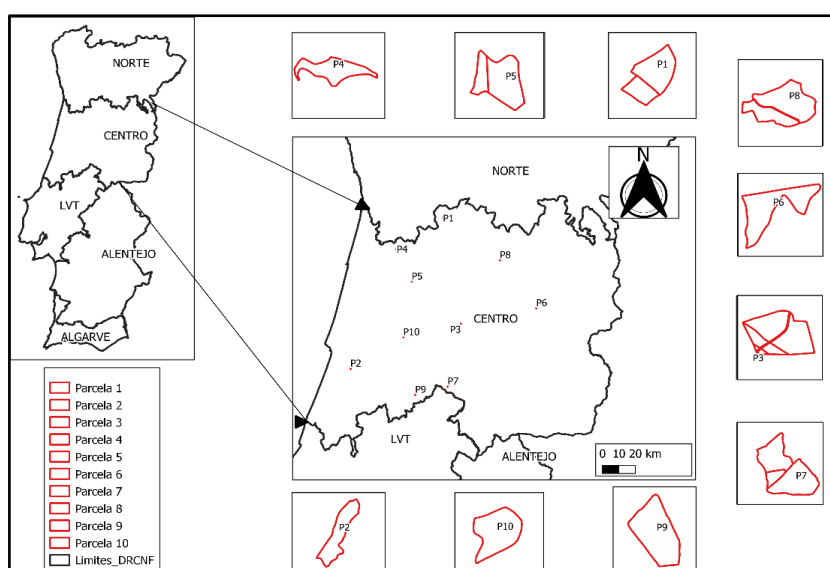 NORTE
CENTRO
LVT
ALENTEJO
ALGARVE
Parcela 1
Parcela 2
Parcela 3
Parcela 4
Parcela 5
Parcela 6
Parcela 7
Parcela 8
Parcela 9
Parcela 10
Limites_DRCNF
P4
P5
P1
P8
P6
P3
P7
P2
P10
P9
NORTE
N
P1
P4
P8
P5
P6
P3
CENTRO
P10
P2
P7
P9
LVT
ALENTEJO
0 10 20 km